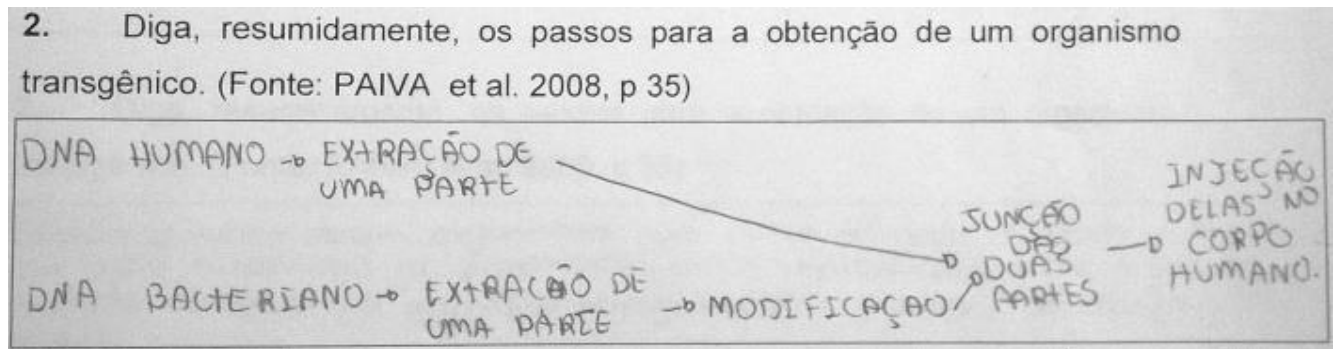 2. Diga, resumidamente, os passos para a obtenção de um organismo
transgênico. (Fonte: PAIVA et al. 2008, p 35)
DNA HUMANO → EXTRAÇÃO DE
UMA PARTE
JUNÇÃO
DAS
DUAS
PARTES
→ INJEÇÃO
DELAS NO
CORPO
HUMANO.
DNA BACTERIANO → EXTRAÇÃO DE
UMA PARTE
→ MODIFICAÇÃO